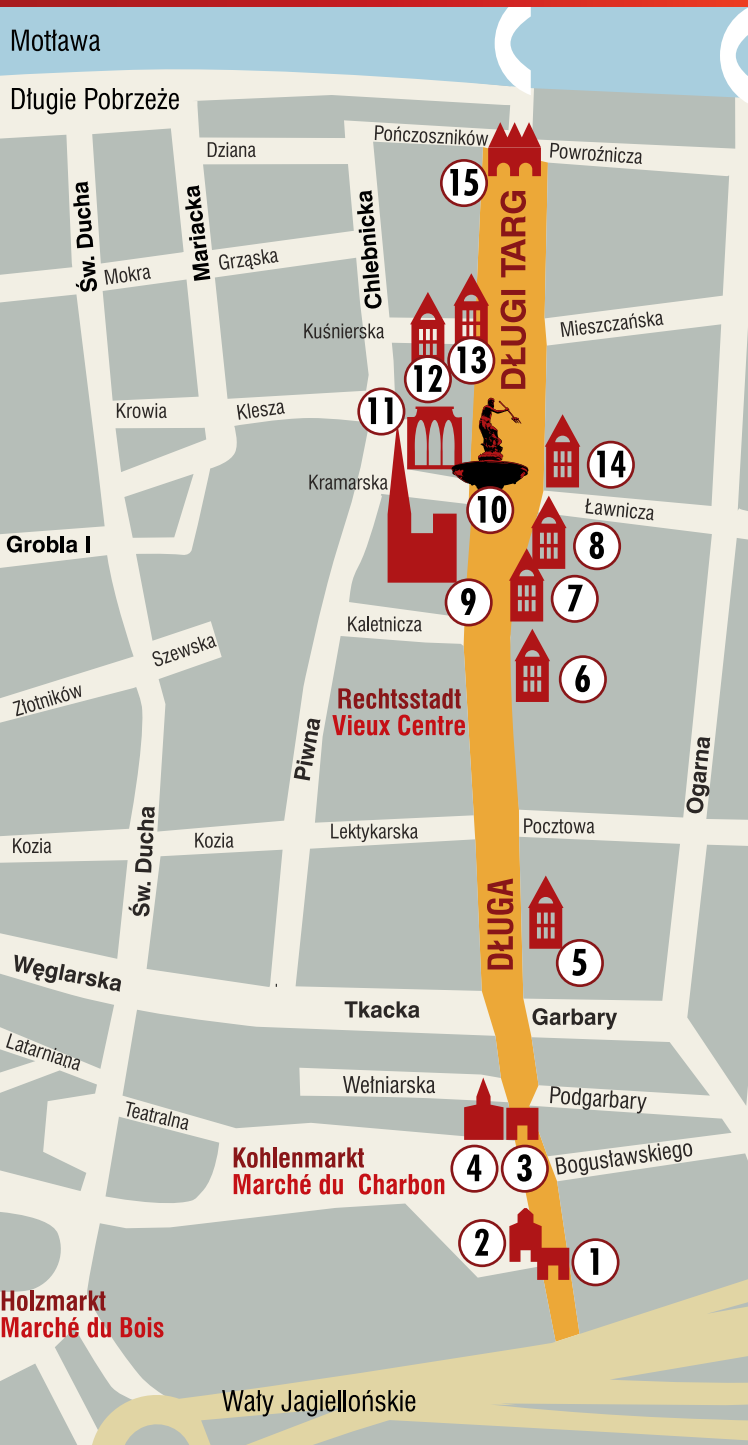 Motława
Długie Pobrzeże
Pończoszników
Powroźnicza
Dziana
15
Św. Ducha
Mariacka
Chlebnicka
DŁUGI TARG
Mokra
Grząska
Kuśnierska
Mieszczańska
13
12
11
Krowia
Klesza
14
Kramarska
10
Ławnicza
Grobla I
8
9
7
Kaletnicza
Szewska
6
Złotników
Rechtsstadt
Vieux Centre
Piwna
Ogarna
Kozia
Kozia
Lektykarska
Pocztowa
Św. Ducha
DŁUGA
5
Węglarska
Tkacka
Garbary
Latarniana
Wełniarska
Podgarbary
Teatralna
Kohlenmarkt
Marché du Charbon
4
3
Bogusławskiego
2
1
Holzmarkt
Marché du Bois
Wały Jagiellońskie